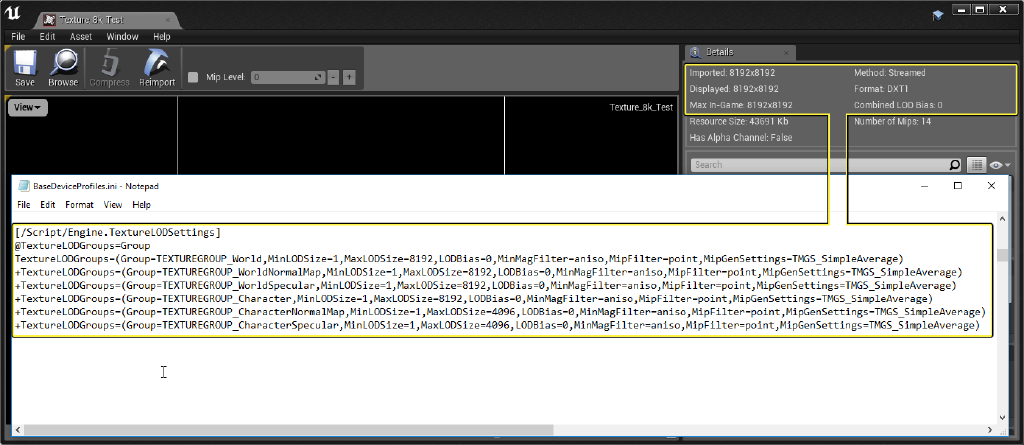 Texture_8k_Test
File Edit Asset Window Help
Save Browse Compress Reimport Mip Level: 0 - +
View
Texture_8k_Test
Details
Imported: 8192x8192 Method: Streamed
Displayed: 8192x8192 Format: DXT1
Max In-Game: 8192x8192 Combined LOD Bias: 0
Resource Size: 43691 Kb Number of Mips: 14
Has Alpha Channel: False
Search
BaseDeviceProfiles.ini - Notepad
File Edit Format View Help
[/Script/Engine.TextureLODSettings]
@TextureLODGroups=Group
TextureLODGroups=(Group=TEXTUREGROUP_World,MinLODSize=1,MaxLODSize=8192,LODBias=0,MinMagFilter=aniso,MipFilter=point,MipGenSettings=TMGS_SimpleAverage)
+TextureLODGroups=(Group=TEXTUREGROUP_WorldNormalMap,MinLODSize=1,MaxLODSize=8192,LODBias=0,MinMagFilter=aniso,MipFilter=point,MipGenSettings=TMGS_SimpleAverage)
+TextureLODGroups=(Group=TEXTUREGROUP_WorldSpecular,MinLODSize=1,MaxLODSize=8192,LODBias=0,MinMagFilter=aniso,MipFilter=point,MipGenSettings=TMGS_SimpleAverage)
+TextureLODGroups=(Group=TEXTUREGROUP_Character,MinLODSize=1,MaxLODSize=8192,LODBias=0,MinMagFilter=aniso,MipFilter=point,MipGenSettings=TMGS_SimpleAverage)
+TextureLODGroups=(Group=TEXTUREGROUP_CharacterNormalMap,MinLODSize=1,MaxLODSize=4096,LODBias=0,MinMagFilter=aniso,MipFilter=point,MipGenSettings=TMGS_SimpleAverage)
+TextureLODGroups=(Group=TEXTUREGROUP_CharacterSpecular,MinLODSize=1,MaxLODSize=4096,LODBias=0,MinMagFilter=aniso,MipFilter=point,MipGenSettings=TMGS_SimpleAverage)